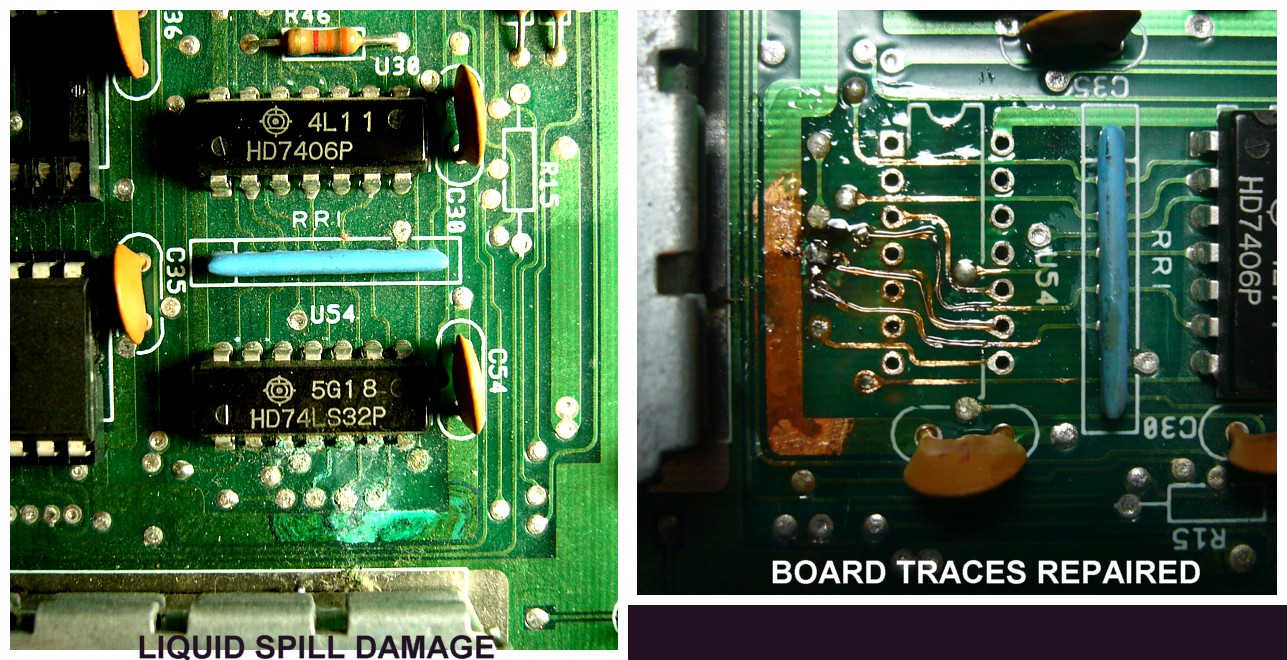 R46
U30
4L11
HD7406P
R15
C30
RR1
C35
U54
5G18
HD74LS32P
C54
LIQUID SPILL DAMAGE
C35
HD7406P
RR1
U54
C30
R15
BOARD TRACES REPAIRED